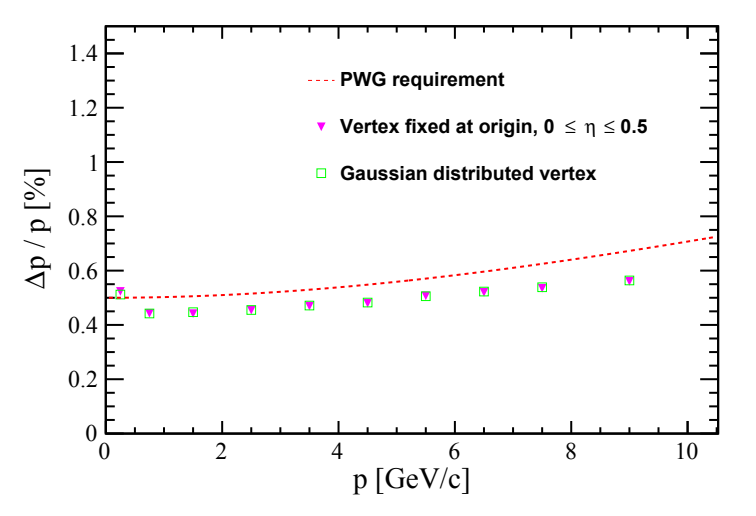 1.4
1.2
1
0.8
0.6
0.4
0.2
0
Δp / p [%]
PWG requirement
Vertex fixed at origin, 0 ≤ η ≤ 0.5
Gaussian distributed vertex
0 2 4 6 8 10
p [GeV/c]